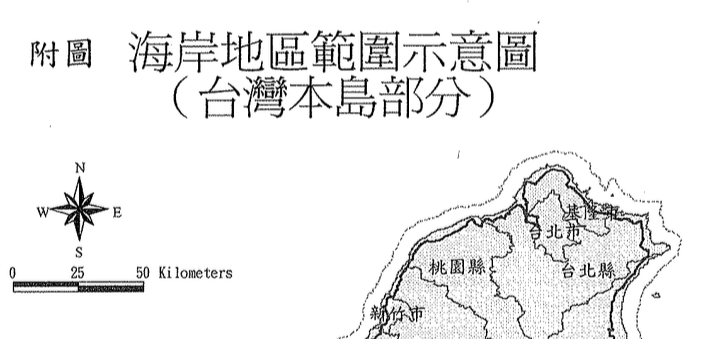 附圖 海岸地區範圍示意圖
（台灣本島部分）
N
W E
S
0 25 50 Kilometers
基隆市
台北市
桃園縣 台北縣
新竹市